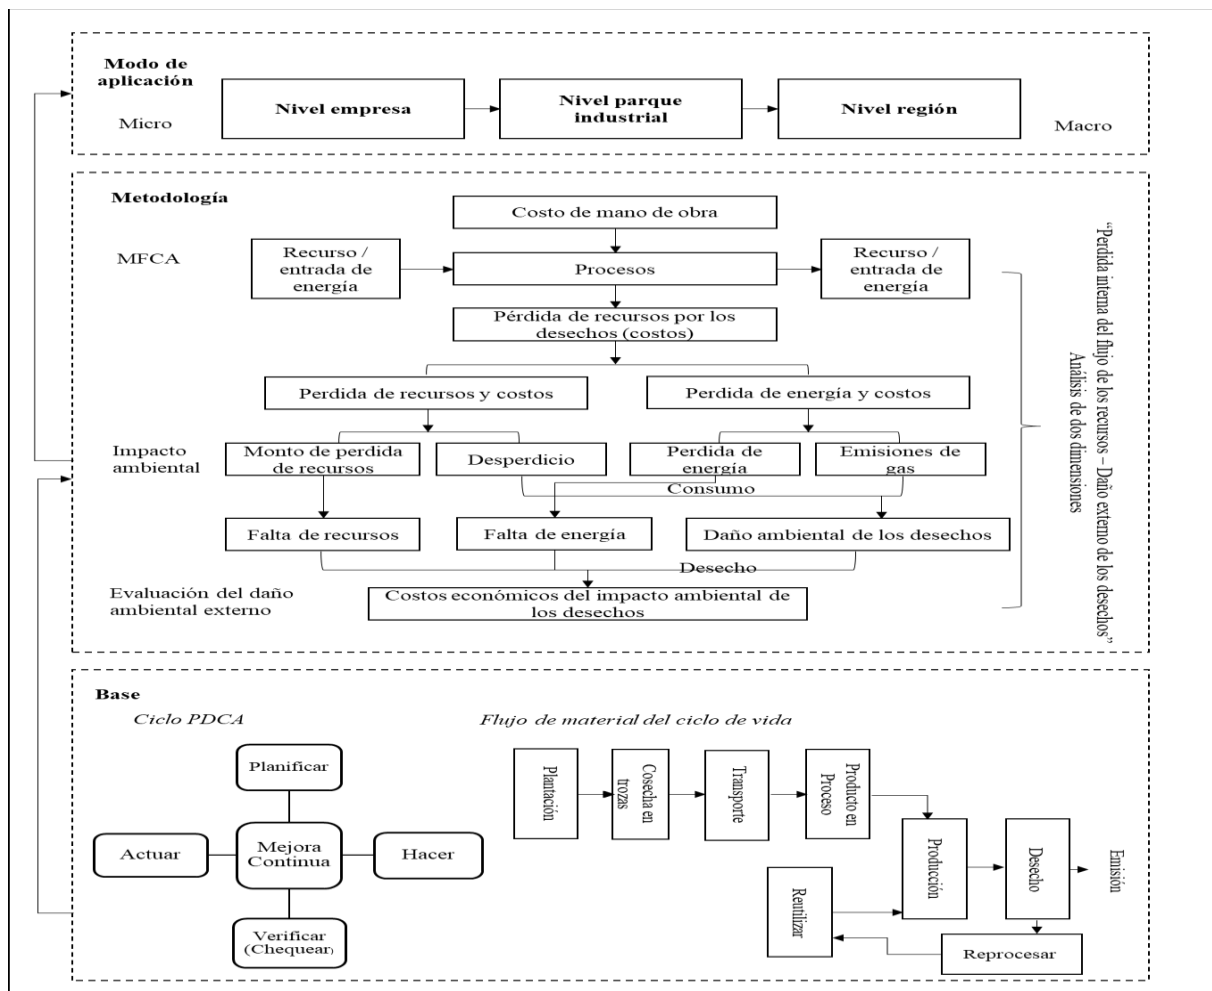 Modo de
aplicación
Micro
Nivel empresa
Nivel parque
industrial
Nivel región
Macro
Metodología
MFCA
Costo de mano de obra
Recurso /
entrada de
energía
Procesos
Recurso /
entrada de
energía
Pérdida de recursos por los
desechos (costos)
Perdida de recursos y costos
Perdida de energía y costos
Impacto
ambiental
Monto de perdida
de recursos
Desperdicio
Perdida de
energía
Emisiones de
gas
Consumo
Falta de recursos
Falta de energía
Daño ambiental de los desechos
Desecho
Evaluación del daño
ambiental externo
Costos económicos del impacto ambiental de
los desechos
“Perdida interna del flujo de los recursos – Daño externo de los desechos”
Análisis de dos dimensiones
Base
Ciclo PDCA
Planificar
Actuar
Mejora
Continua
Hacer
Verificar
(Chequear)
Flujo de material del ciclo de vida
Plantación
Cosecha en
trozas
Transporte
Producto en
Proceso
Producción
Desecho
Emisión
Reutilizar
Reprocesar